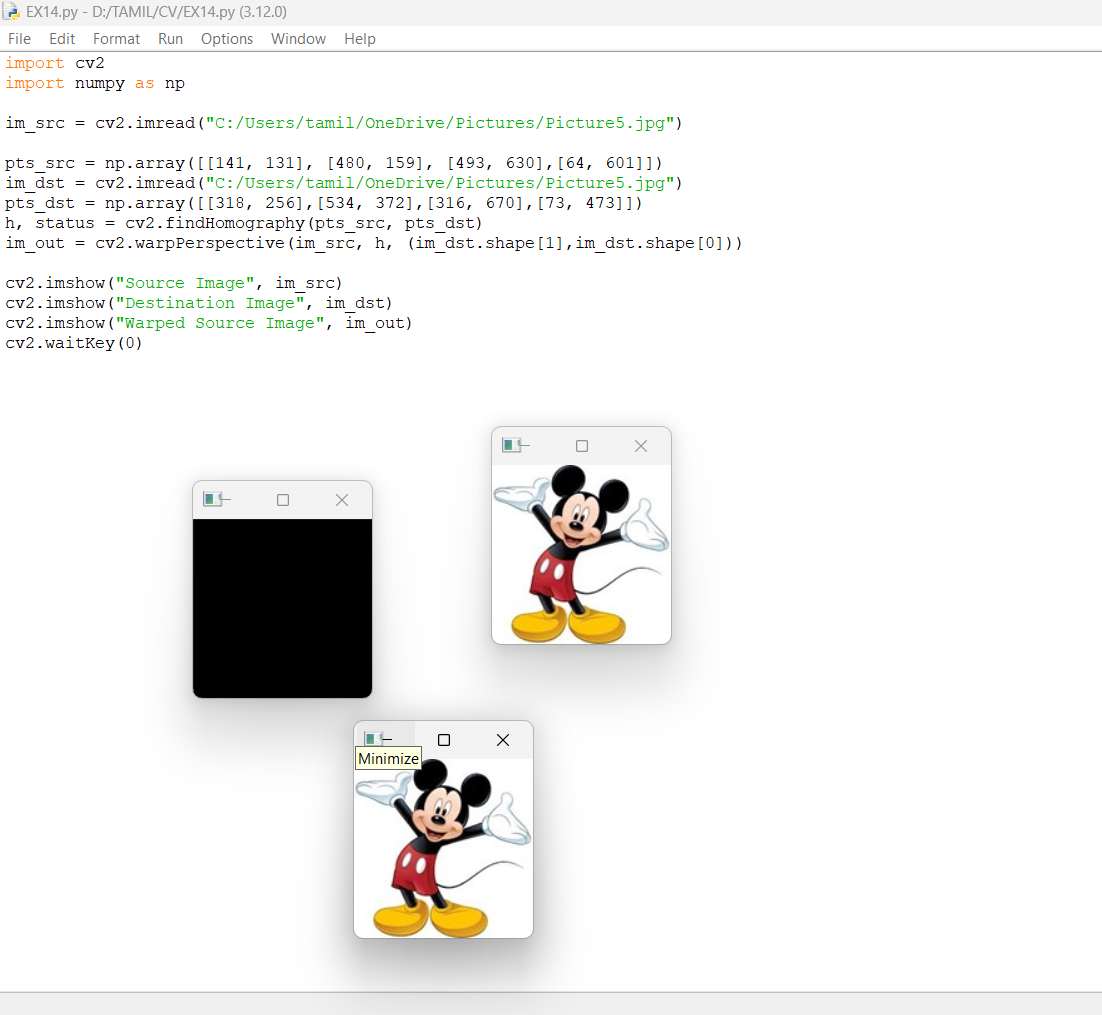 EX14.py - D:/TAMIL/CV/EX14.py (3.12.0)
File Edit Format Run Options Window Help
import cv2
import numpy as np
im_src = cv2.imread("C:/Users/tamil/OneDrive/Pictures/Picture5.jpg")
pts_src = np.array([[141, 131], [480, 159], [493, 630],[64, 601]])
im_dst = cv2.imread("C:/Users/tamil/OneDrive/Pictures/Picture5.jpg")
pts_dst = np.array([[318, 256],[534, 372],[316, 670],[73, 473]])
h, status = cv2.findHomography(pts_src, pts_dst)
im_out = cv2.warpPerspective(im_src, h, (im_dst.shape[1],im_dst.shape[0]))
cv2.imshow("Source Image", im_src)
cv2.imshow("Destination Image", im_dst)
cv2.imshow("Warped Source Image", im_out)
cv2.waitKey(0)
Minimize